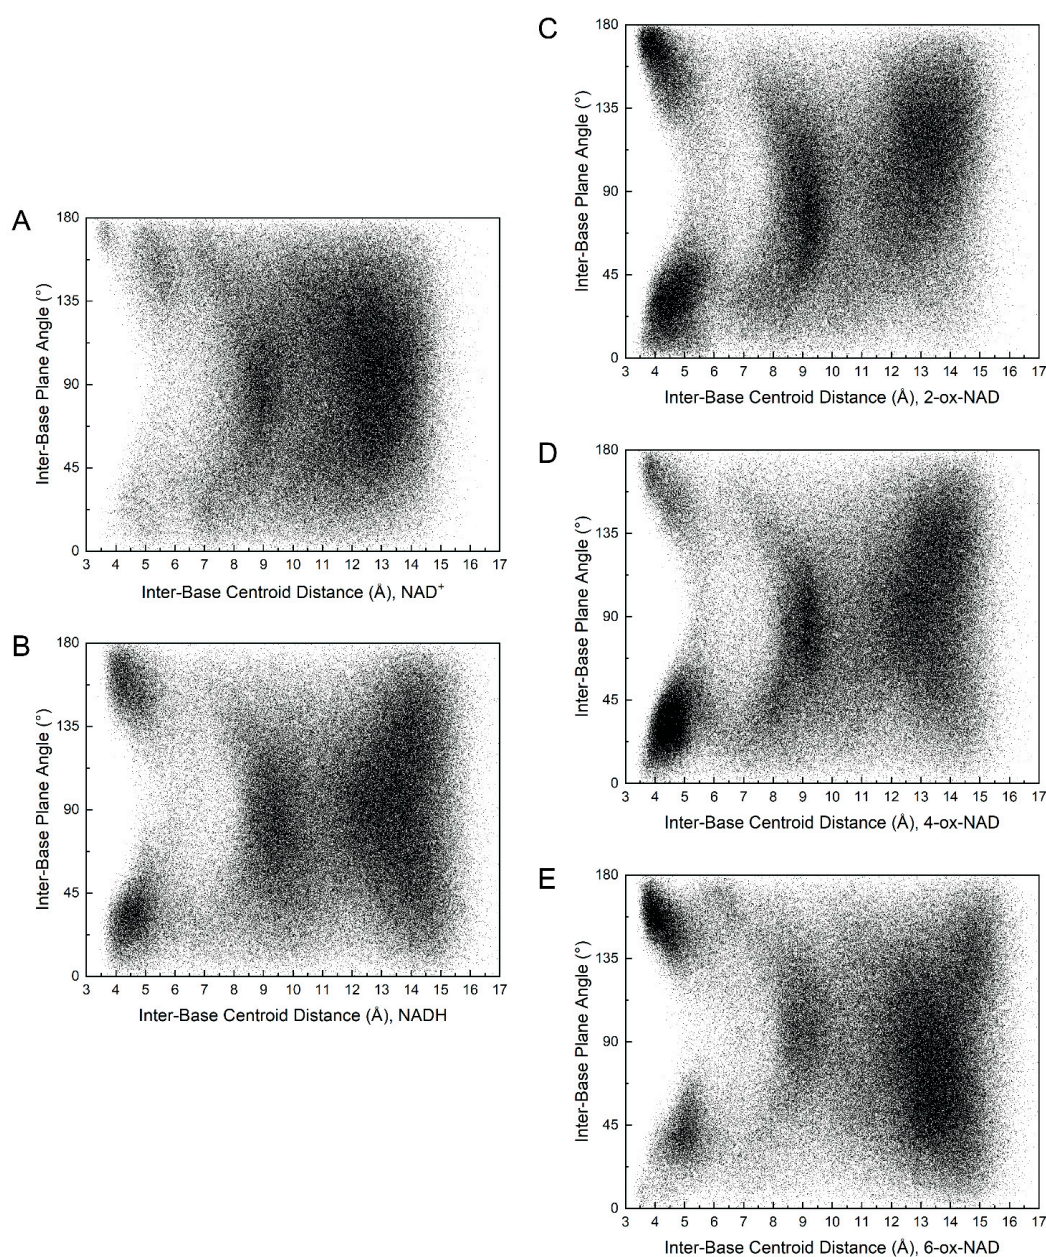 A
180
135
90
45
0
Inter-Base Plane Angle (°)
3 4 5 6 7 8 9 10 11 12 13 14 15 16 17
Inter-Base Centroid Distance (Å), NAD⁺
B
180
135
90
45
0
Inter-Base Plane Angle (°)
3 4 5 6 7 8 9 10 11 12 13 14 15 16 17
Inter-Base Centroid Distance (Å), NADH
C
180
135
90
45
0
Inter-Base Plane Angle (°)
3 4 5 6 7 8 9 10 11 12 13 14 15 16 17
Inter-Base Centroid Distance (Å), 2-ox-NAD
D
180
135
90
45
0
Inter-Base Plane Angle (°)
3 4 5 6 7 8 9 10 11 12 13 14 15 16 17
Inter-Base Centroid Distance (Å), 4-ox-NAD
E
180
135
90
45
0
Inter-Base Plane Angle (°)
3 4 5 6 7 8 9 10 11 12 13 14 15 16 17
Inter-Base Centroid Distance (Å), 6-ox-NAD